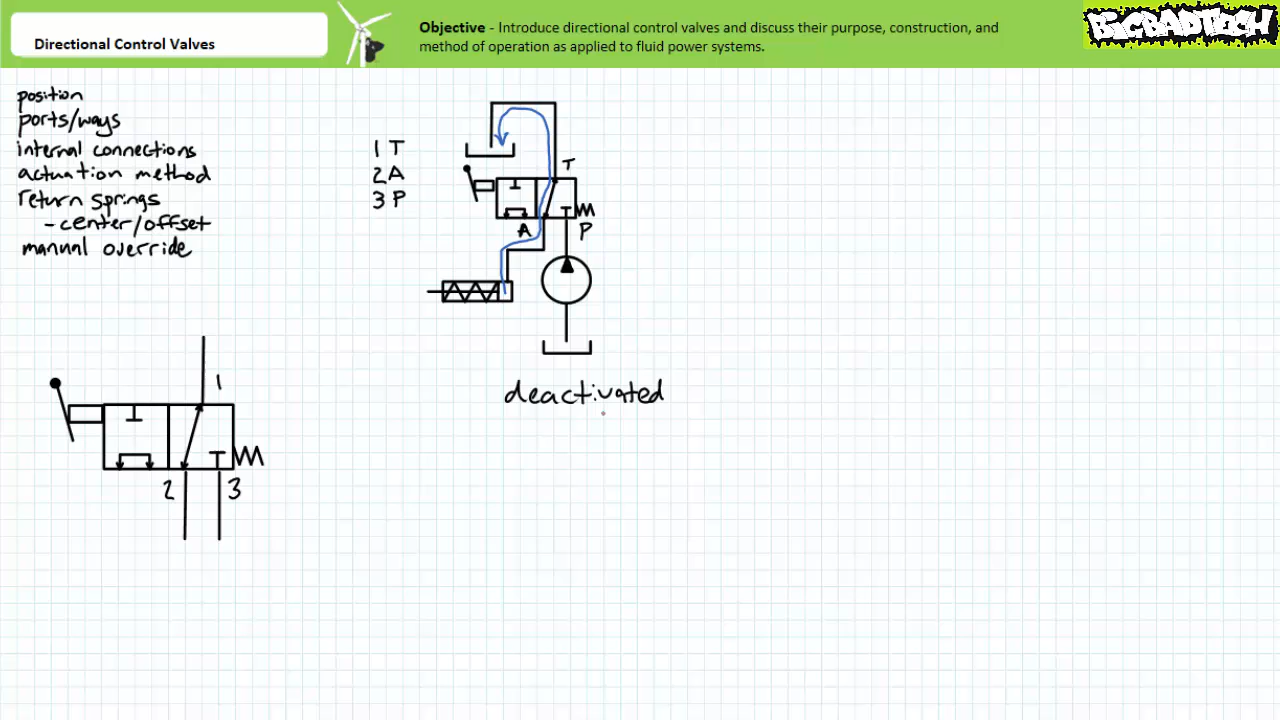 Directional Control Valves
Objective - Introduce directional control valves and discuss their purpose, construction, and
method of operation as applied to fluid power systems.
BIGBADTECH
position
ports/ways
internal connections
actuation method
return springs
-center/offset
manual override
1 T
2 A
3 P
T
A
P
deactivated
1
2
3